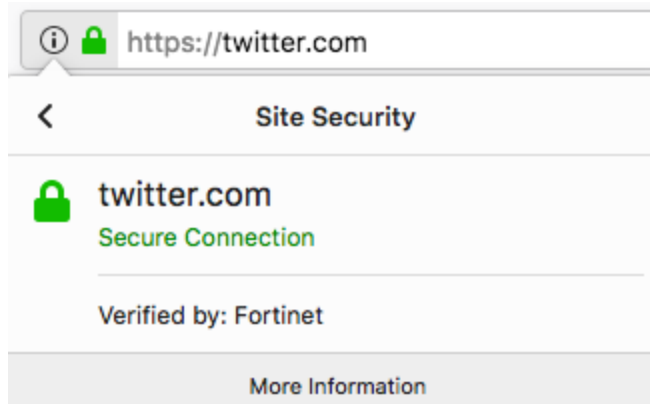 https://twitter.com
Site Security
twitter.com
Secure Connection
Verified by: Fortinet
More Information